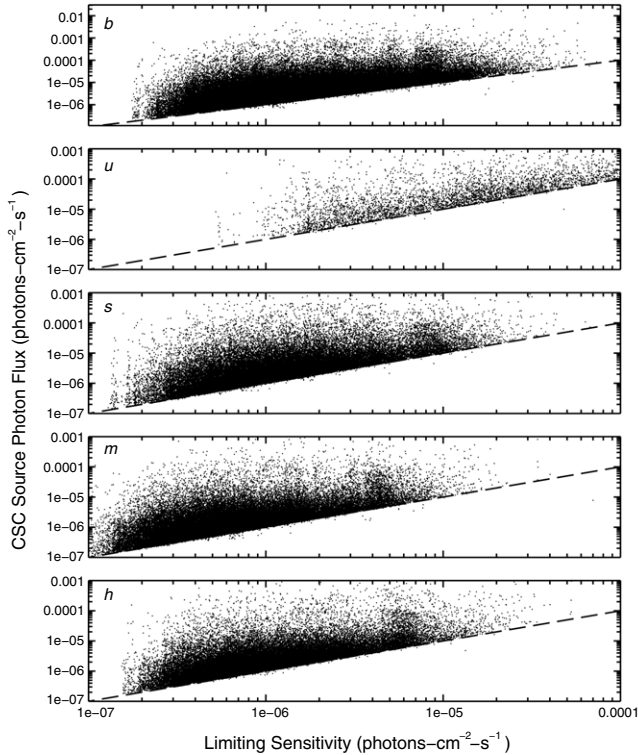 b
0.01
0.001
0.0001
1e-05
1e-06
u
0.001
0.0001
1e-05
1e-06
1e-07
s
0.001
0.0001
1e-05
1e-06
1e-07
m
0.001
0.0001
1e-05
1e-06
1e-07
h
0.001
0.0001
1e-05
1e-06
1e-07
1e-07 1e-06 1e-05 0.0001
CSC Source Photon Flux (photons–cm⁻²–s⁻¹)
Limiting Sensitivity (photons–cm⁻²–s⁻¹)